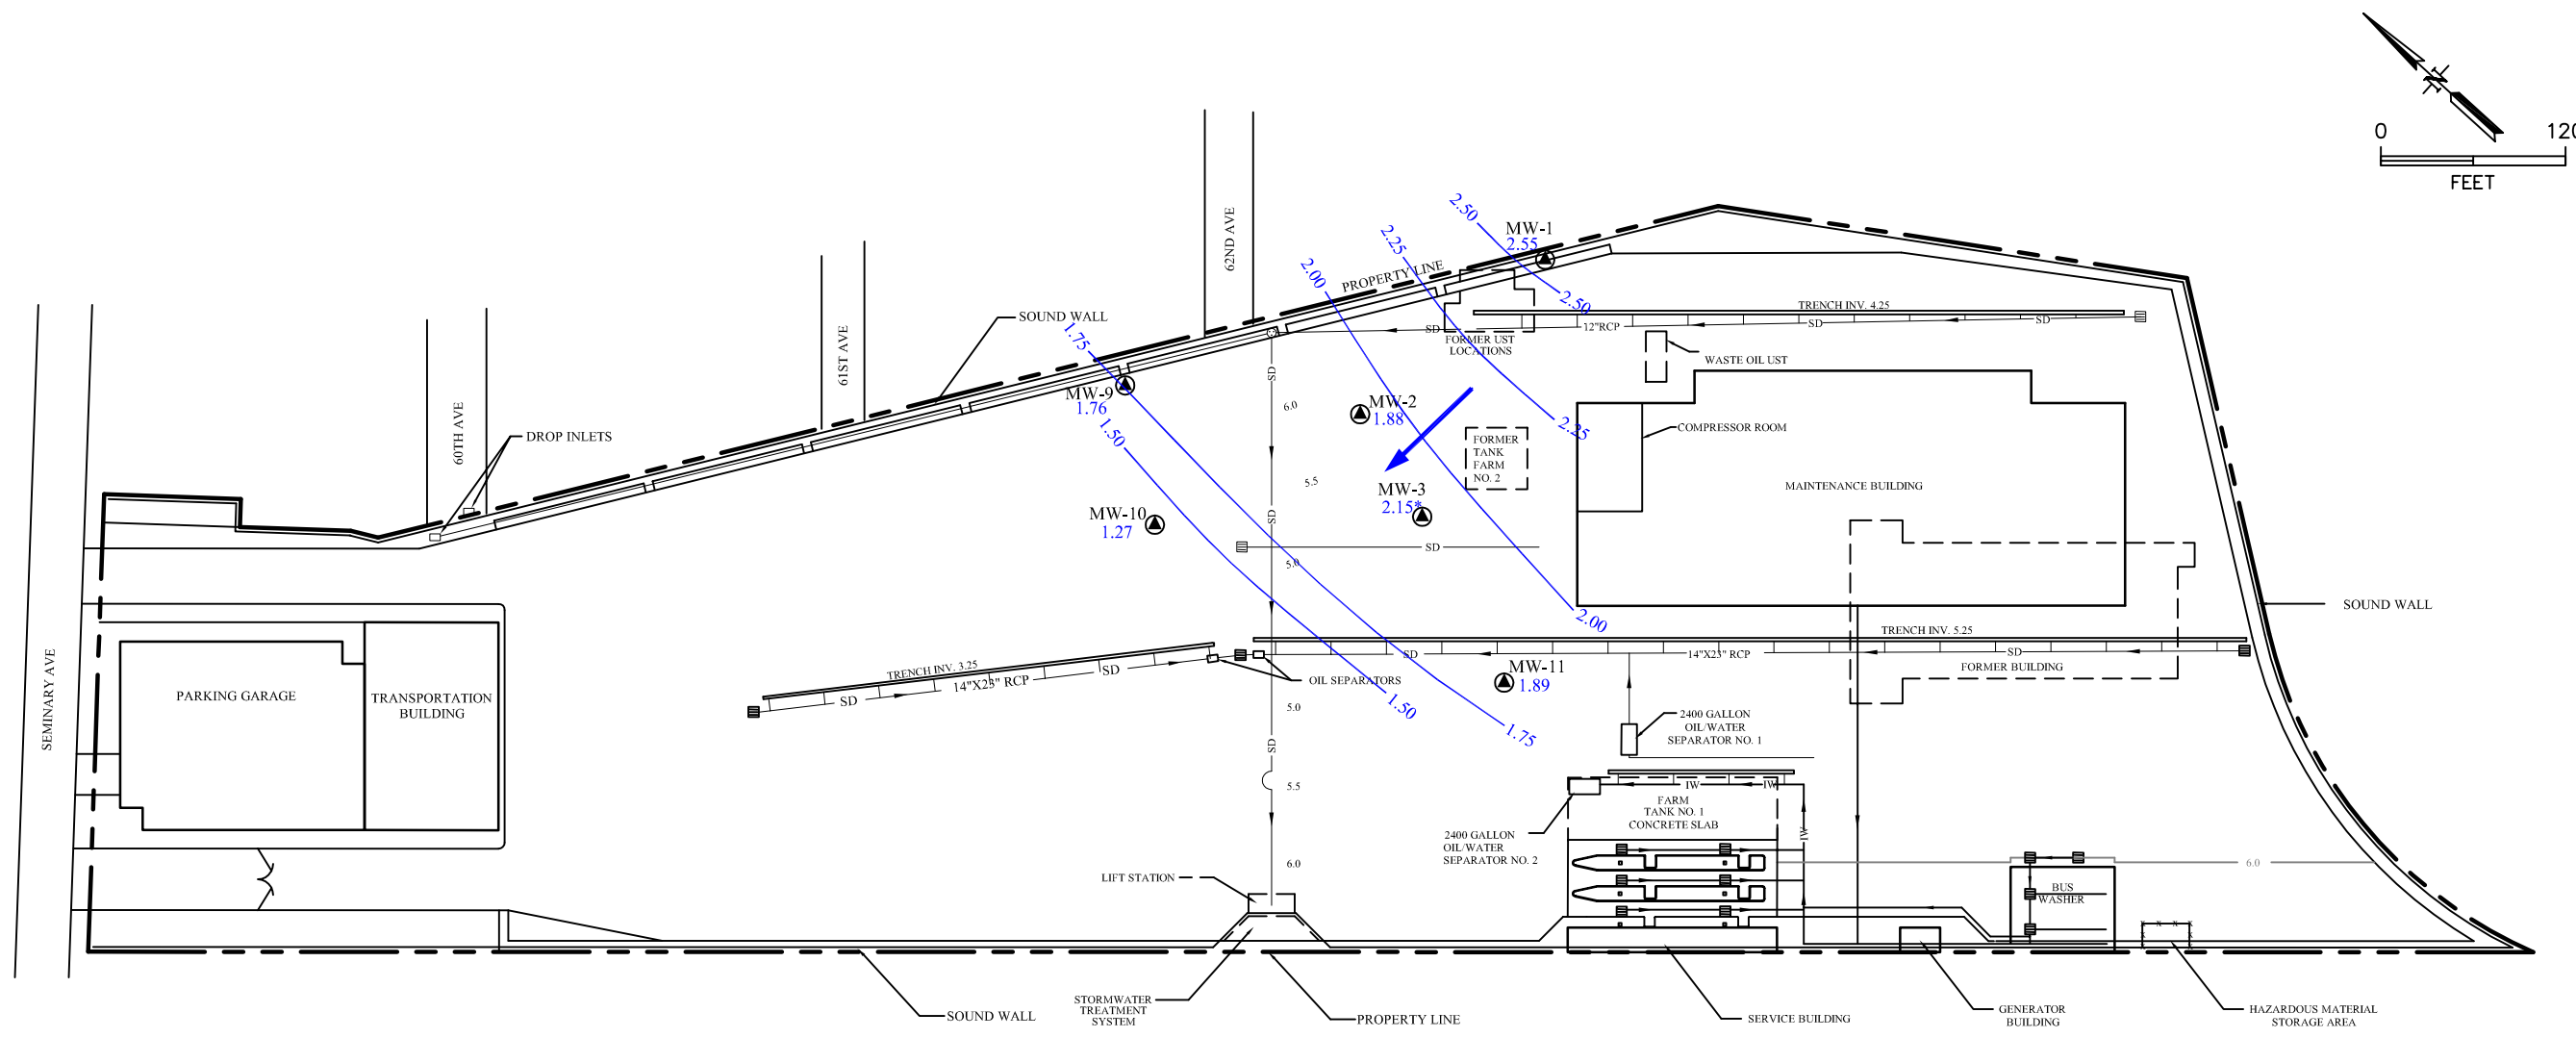 0 120
FEET
2.50
MW-1
2.55
2.25
2.00
2.50
PROPERTY LINE
62ND AVE
SOUND WALL
1.75
TRENCH INV. 4.25
SD
12"RCP
SD
SD
FORMER UST
LOCATIONS
WASTE OIL UST
61ST AVE
SD
MW-9
1.76
6.0
MW-2
1.88
2.25
COMPRESSOR ROOM
60TH AVE
DROP INLETS
1.50
FORMER
TANK
FARM
NO. 2
5.5
MW-3
2.15*
MAINTENANCE BUILDING
MW-10
1.27
SD
SD
5.0
SOUND WALL
2.00
TRENCH INV. 5.25
SD
14"X23" RCP
SD
FORMER BUILDING
TRENCH INV. 3.25
SD
14"X23" RCP
SD
OIL SEPARATORS
MW-11
1.89
SEMINARY AVE
PARKING GARAGE
TRANSPORTATION
BUILDING
1.50
1.75
5.0
2400 GALLON
OIL/WATER
SEPARATOR NO. 1
SD
5.5
IW
IW
FARM
TANK NO. 1
CONCRETE SLAB
IW
2400 GALLON
OIL/WATER
SEPARATOR NO. 2
6.0
6.0
LIFT STATION
BUS
WASHER
STORMWATER
TREATMENT
SYSTEM
SOUND WALL
PROPERTY LINE
SERVICE BUILDING
GENERATOR
BUILDING
HAZARDOUS MATERIAL
STORAGE AREA